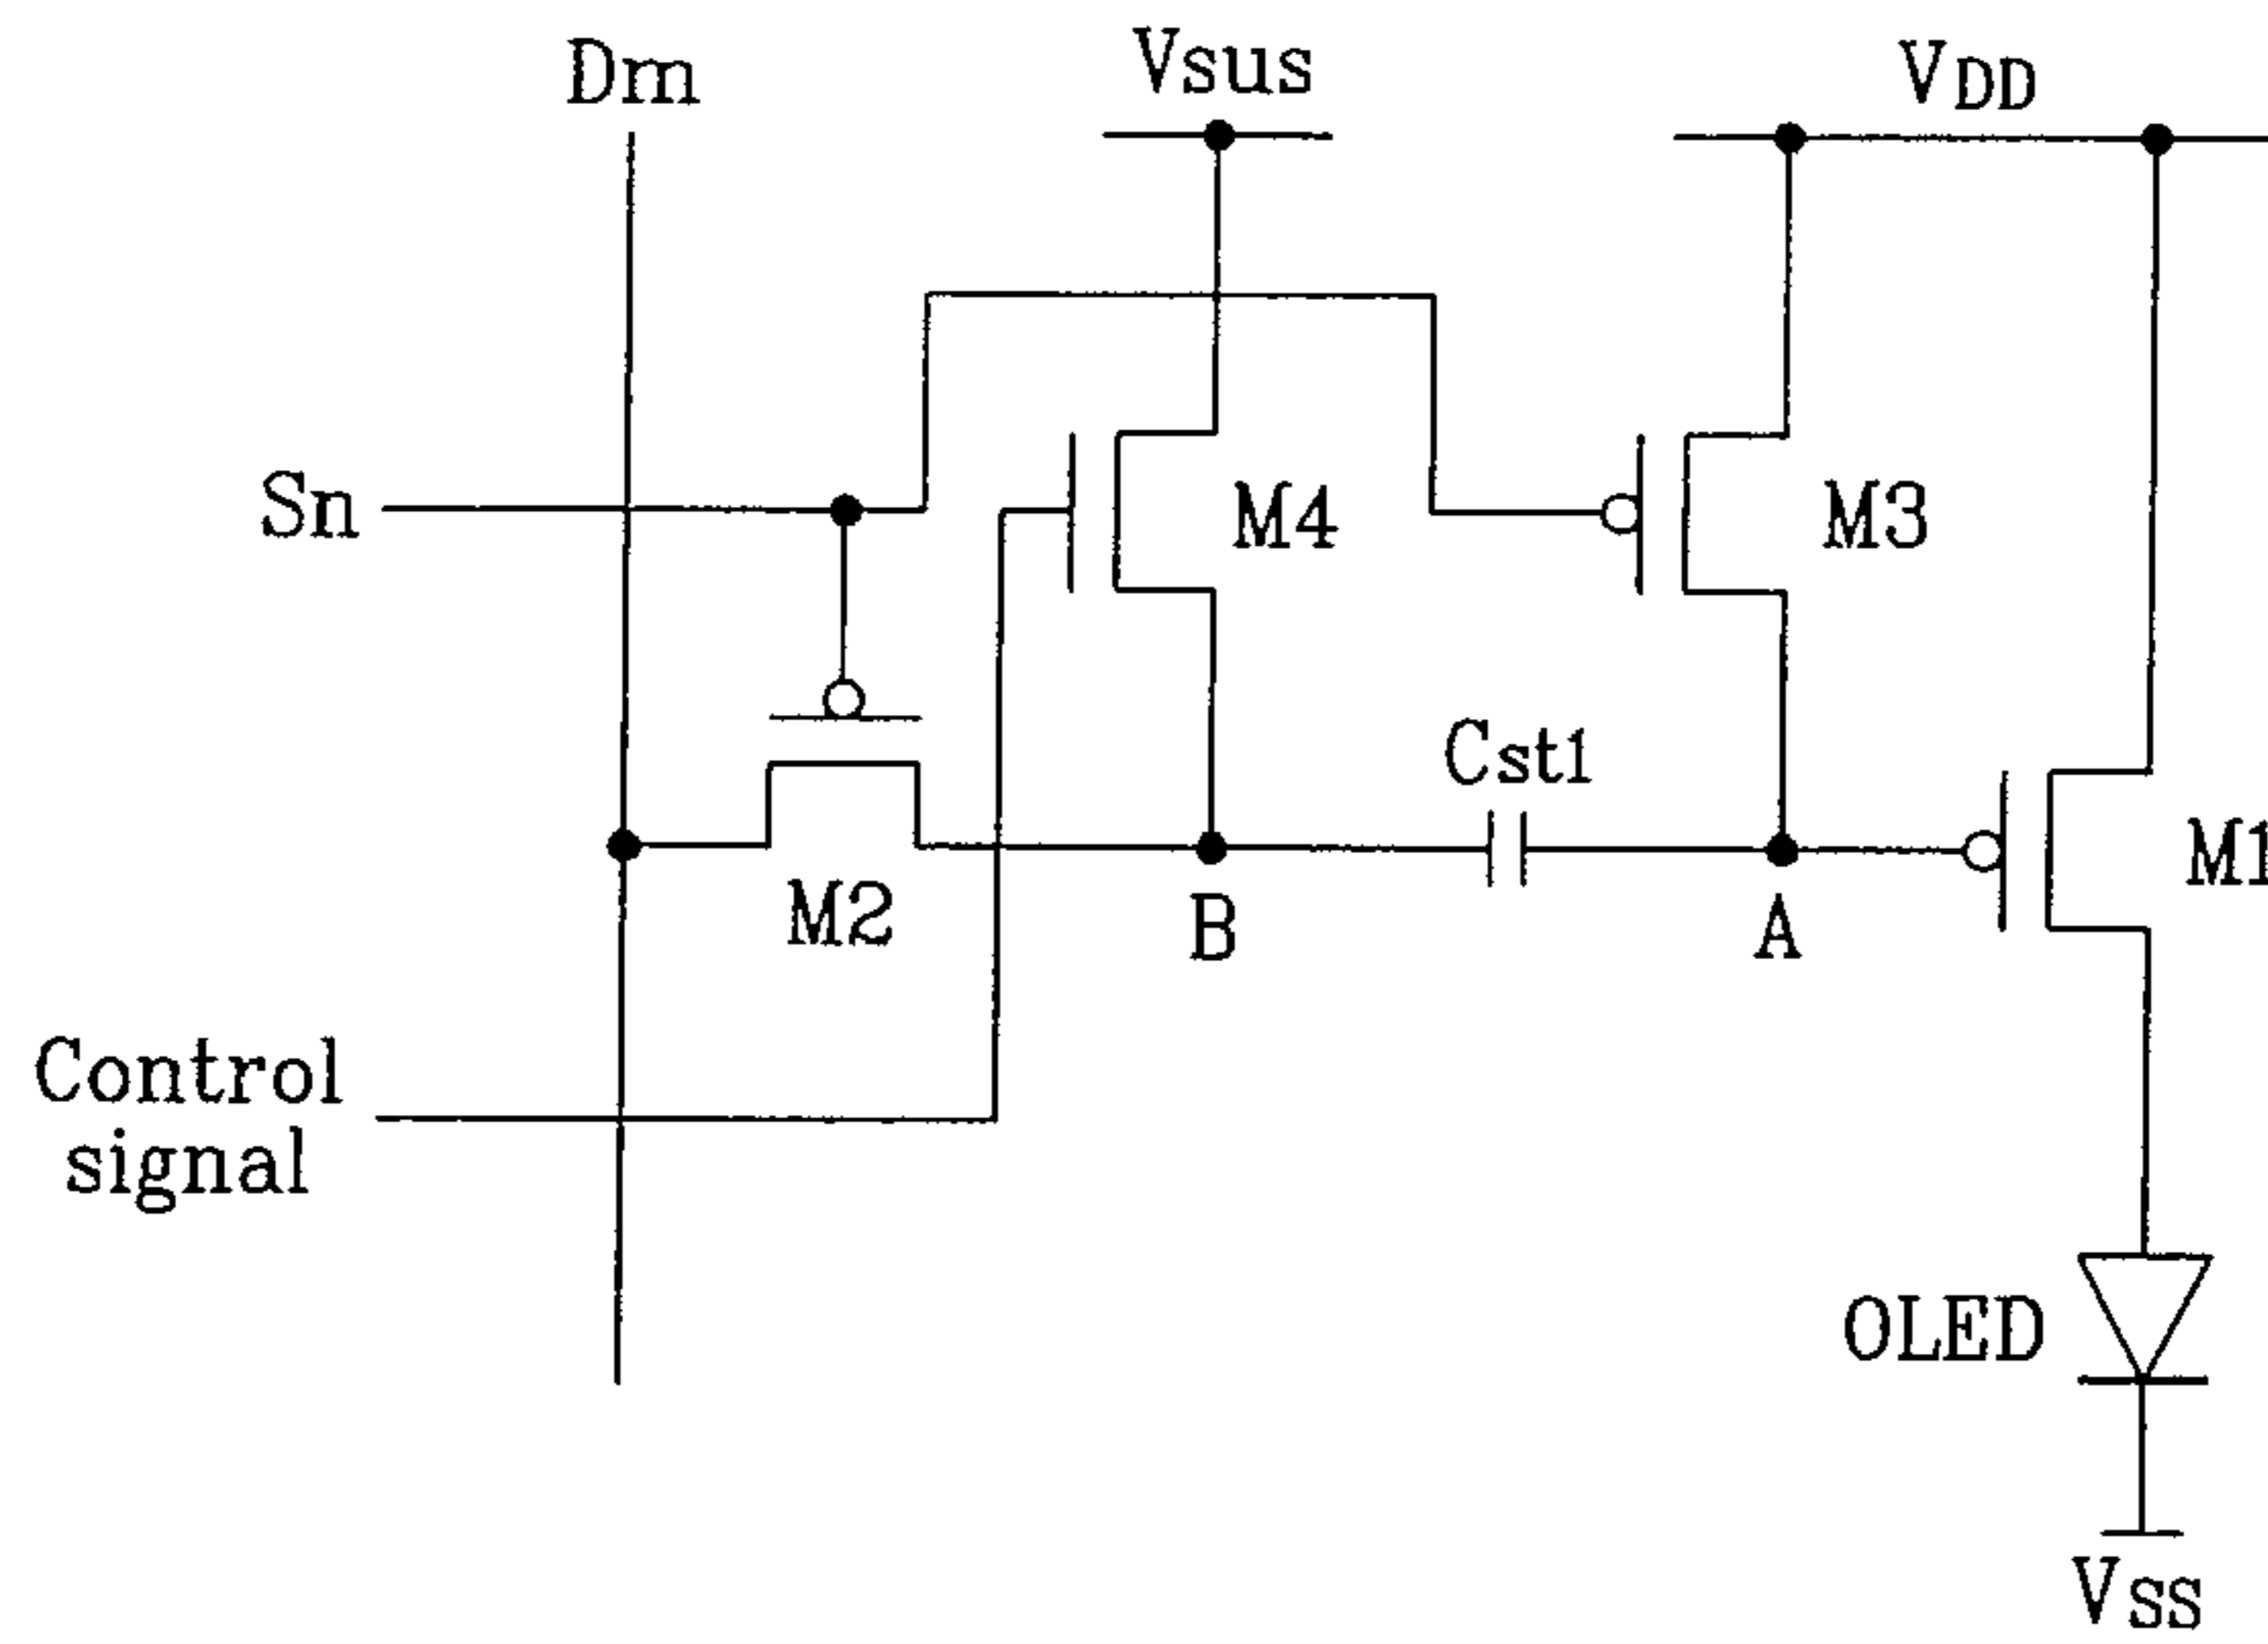 Dm
Vsus
VDD
Sn
M4
M3
Cst1
M2
B
A
M1
Control
signal
OLED
VSS